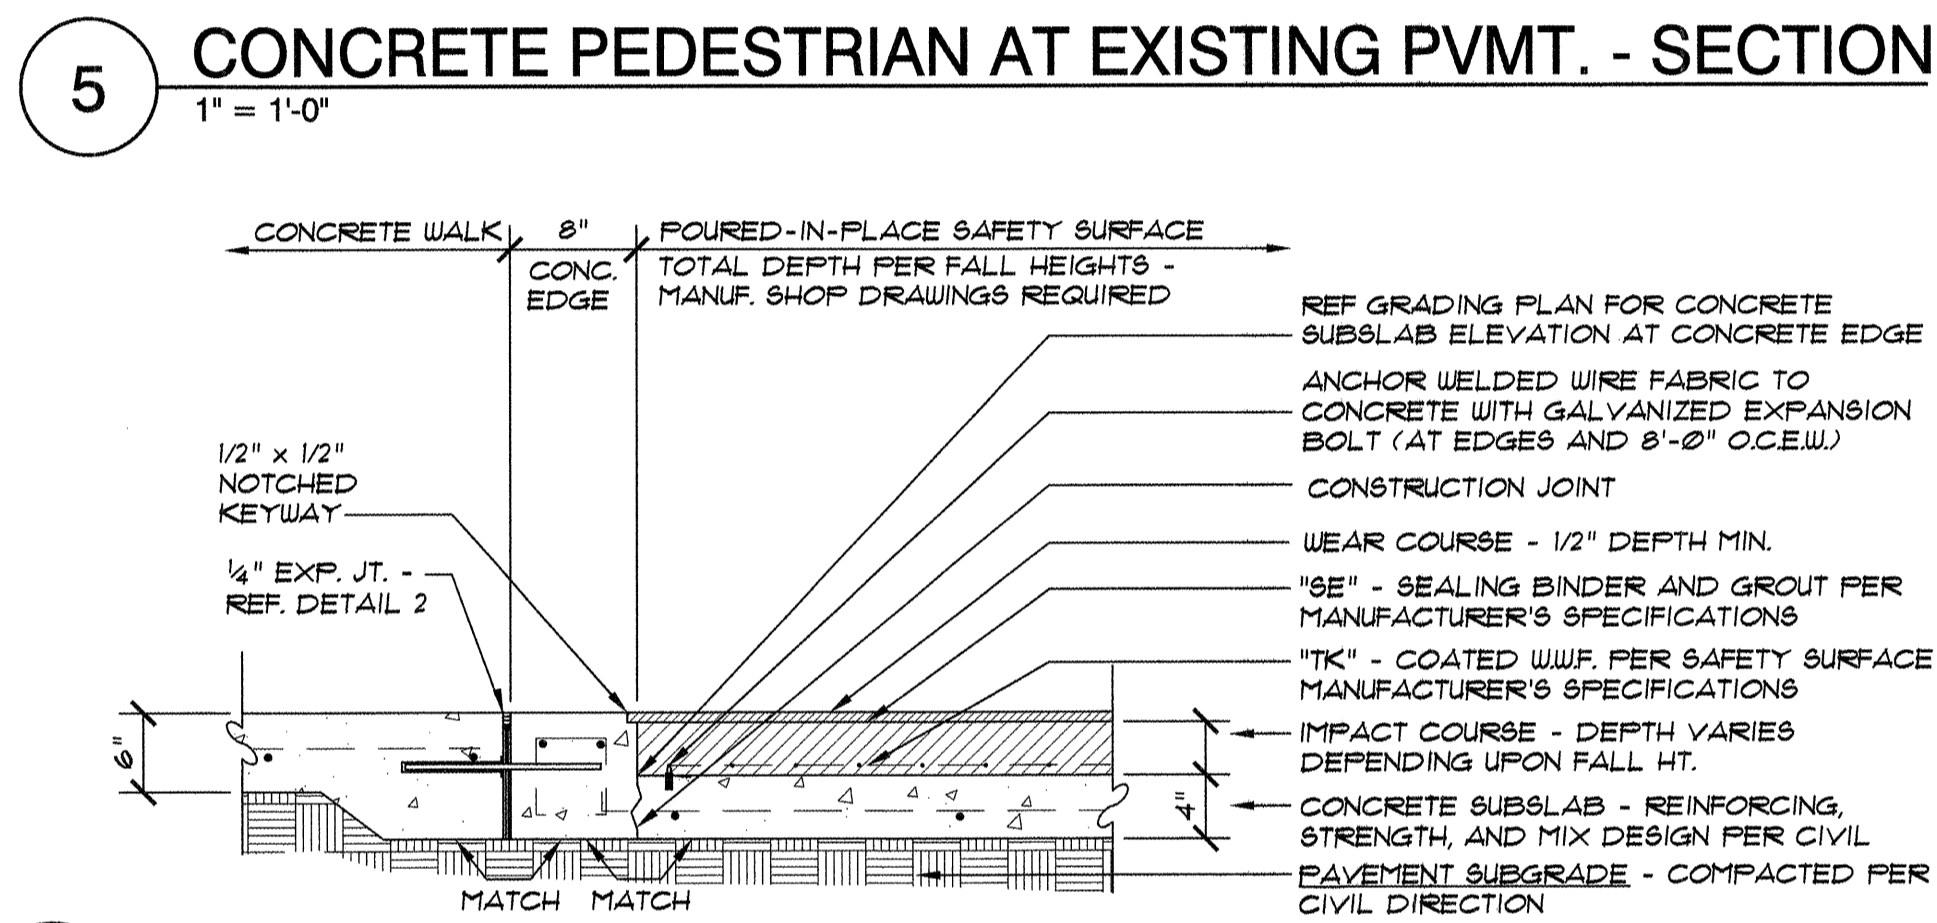 5
CONCRETE PEDESTRIAN AT EXISTING PVMT. - SECTION
1" = 1'-0"
CONCRETE WALK
8"
CONC.
EDGE
POURED-IN-PLACE SAFETY SURFACE
TOTAL DEPTH PER FALL HEIGHTS -
MANUF. SHOP DRAWINGS REQUIRED
REF GRADING PLAN FOR CONCRETE
SUBSLAB ELEVATION AT CONCRETE EDGE
ANCHOR WELDED WIRE FABRIC TO
CONCRETE WITH GALVANIZED EXPANSION
BOLT (AT EDGES AND 8'-0" O.C.E.W.)
CONSTRUCTION JOINT
WEAR COURSE - 1/2" DEPTH MIN.
"SE" - SEALING BINDER AND GROUT PER
MANUFACTURER'S SPECIFICATIONS
"TK" - COATED W.W.F. PER SAFETY SURFACE
MANUFACTURER'S SPECIFICATIONS
IMPACT COURSE - DEPTH VARIES
DEPENDING UPON FALL HT.
CONCRETE SUBSLAB - REINFORCING,
STRENGTH, AND MIX DESIGN PER CIVIL
PAVEMENT SUBGRADE - COMPACTED PER
CIVIL DIRECTION
1/2" x 1/2"
NOTCHED
KEYWAY
1/4" EXP. JT. -
REF. DETAIL 2
6"
4"
MATCH
MATCH